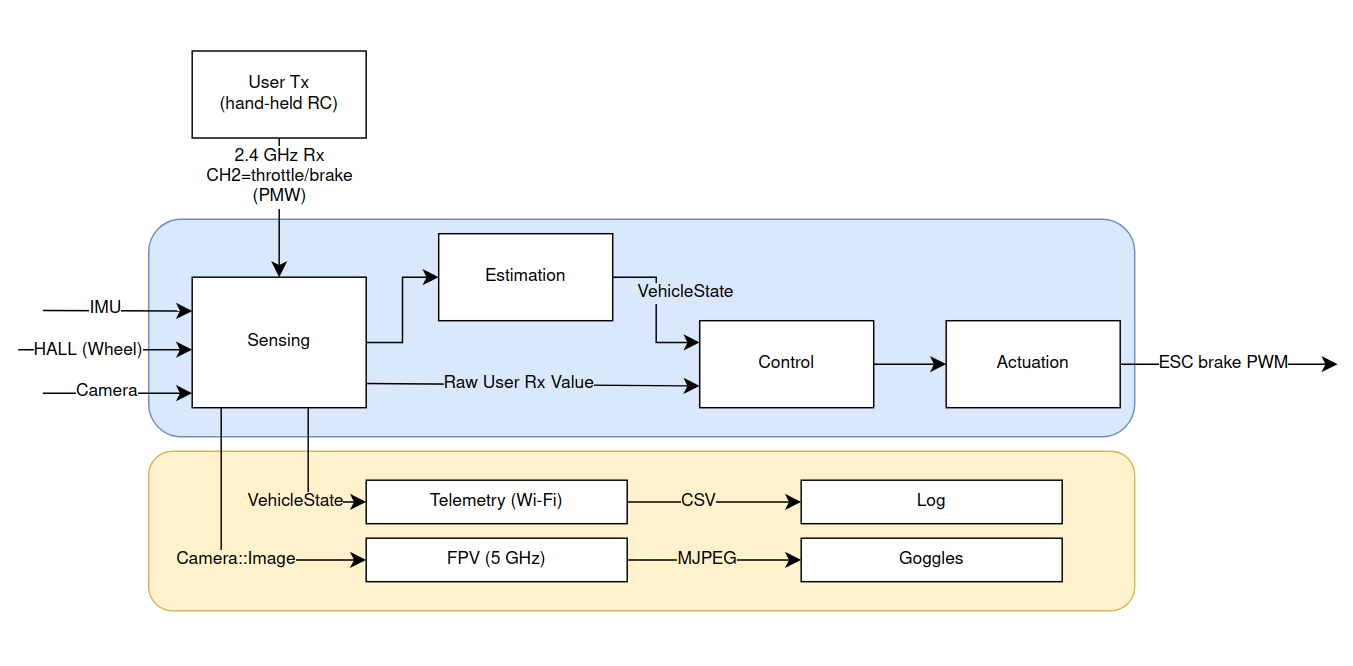 User Tx
(hand-held RC)
2.4 GHz Rx
CH2=throttle/brake
(PMW)
Estimation
VehicleState
IMU
HALL (Wheel)
Camera
Sensing
Raw User Rx Value
Control
Actuation
ESC brake PWM
VehicleState
Telemetry (Wi-Fi)
CSV
Log
Camera::Image
FPV (5 GHz)
MJPEG
Goggles